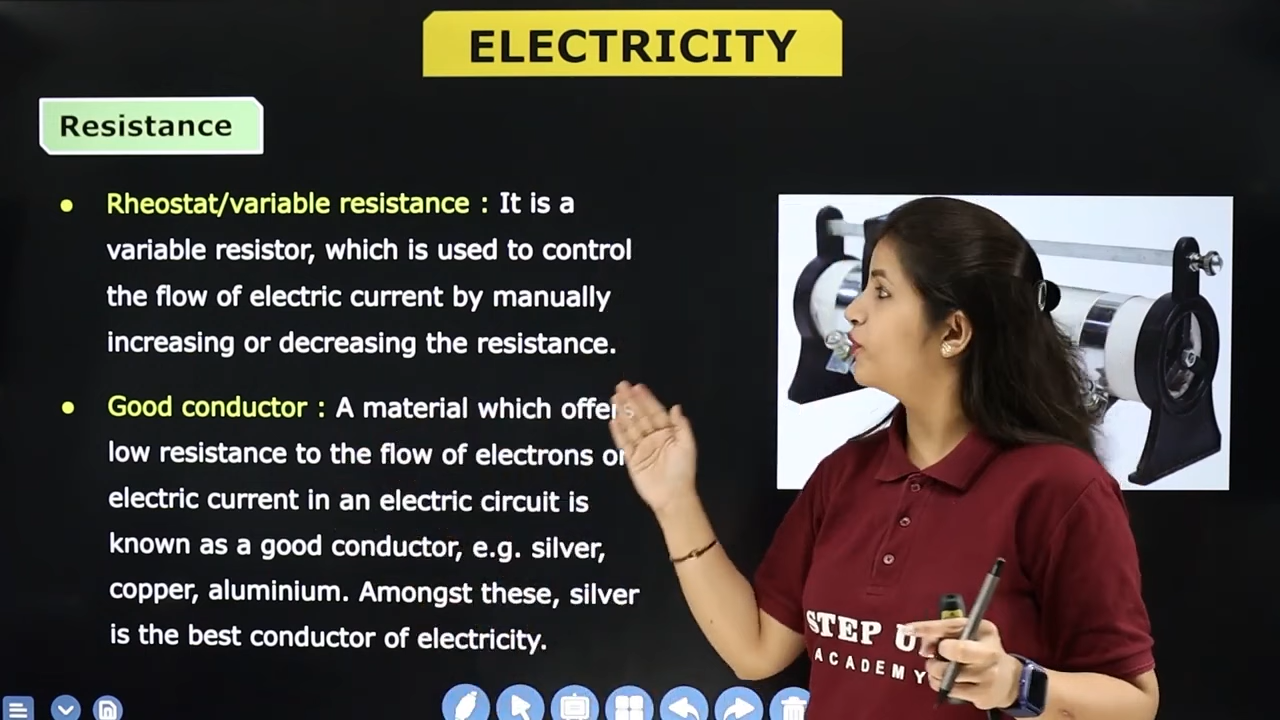 ELECTRICITY
Resistance
Rheostat/variable resistance : It is a
variable resistor, which is used to control
the flow of electric current by manually
increasing or decreasing the resistance.
Good conductor : A material which offers
low resistance to the flow of electrons or
electric current in an electric circuit is
known as a good conductor, e.g. silver,
copper, aluminium. Amongst these, silver
is the best conductor of electricity.
STEP
ACADEMY